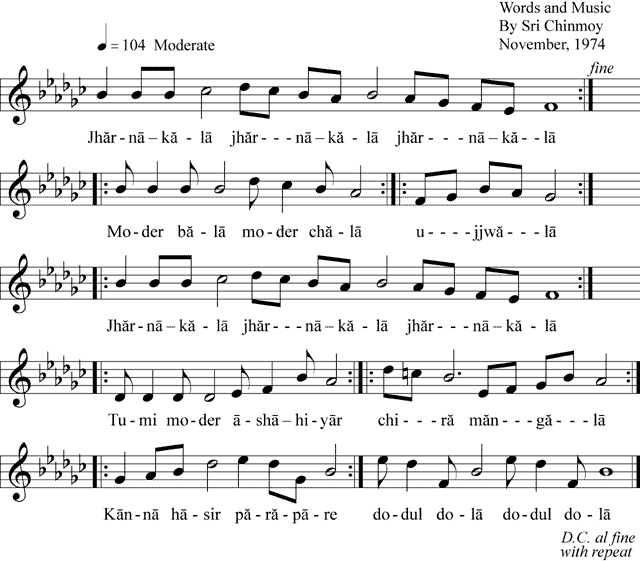 Words and Music
By Sri Chinmoy
November, 1974
♩ = 104 Moderate
fine
Jhăr-nā–kă-lā jhăr---nā-kă-lā jhăr---nā-kă--lā
Mo-der bă-lā mo-der chă-lā u----jjwă----lā
Jhăr-nā–kă-lā jhăr---nā-kă-lā jhăr---nā-kă-lā
Tu-mi mo-der ā-shā–hi-yār chi---ră măn---gă-lā
Kān-nā hā-sir pă-ră-pā-re do-dul do-lā do-dul do-lā
D.C. al fine
with repeat